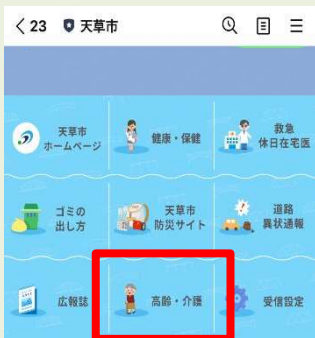 23 天草市
天草市
ホームページ
健康・保健
救急
休日在宅医
ゴミの
出し方
天草市
防災サイト
道路
異状通報
広報誌
高齢・介護
受信設定